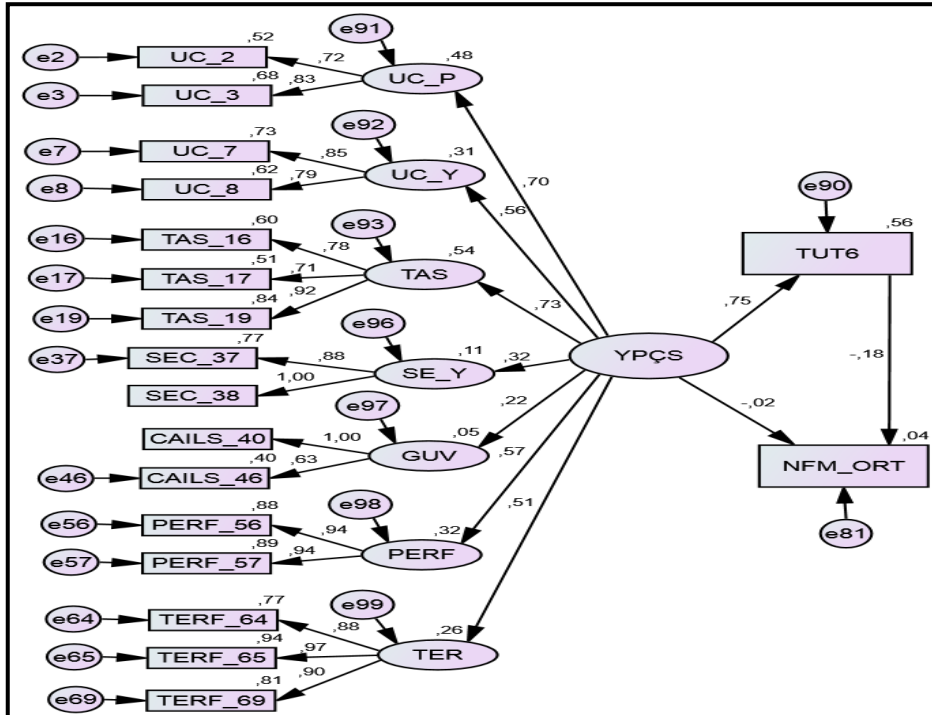 e91
,52
,48
e2
UC_2
,72
UC_P
,68
,83
e3
UC_3
e92
,73
,31
e7
UC_7
,85
UC_Y
,62
,79
e8
UC_8
,70
,56
e93
,60
,54
e16
TAS_16
,78
TAS
,51
,71
e17
TAS_17
,84
,92
e19
TAS_19
,73
e96
,77
,11
e37
SEC_37
,88
SE_Y
,32
SEC_38
1,00
e97
CAILS_40
1,00
GUV
,05
,22
,40
,63
e46
CAILS_46
,57
e98
,88
,32
e56
PERF_56
,94
PERF
,89
,94
e57
PERF_57
,51
e99
,77
,26
e64
TERF_64
,88
TER
,94
,97
e65
TERF_65
,81
,90
e69
TERF_69
YPÇS
e90
,56
TUT6
,75
-,18
-,02
,04
NFM_ORT
e81